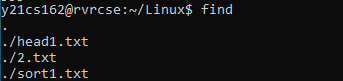 y21cs162@rvrcse:~/Linux$ find
.
./head1.txt
./2.txt
./sort1.txt